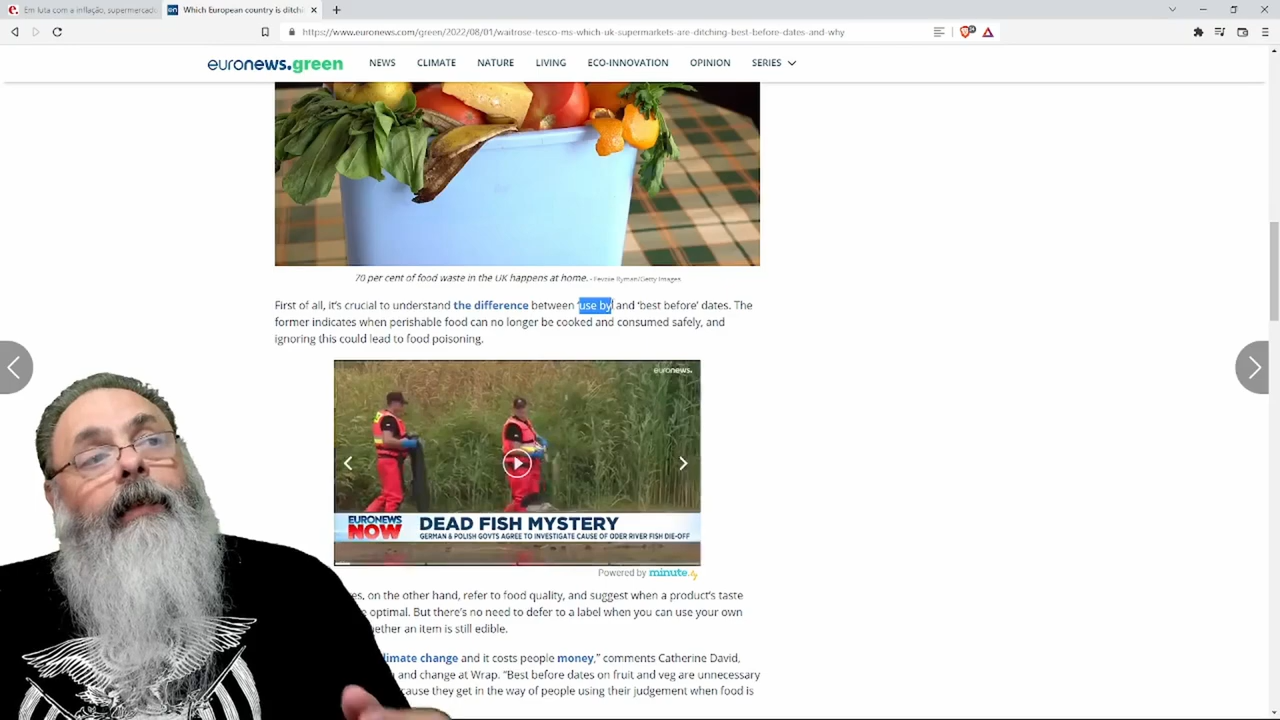 Em luta com a inflação, supermercado
Which European country is ditchi
https://www.euronews.com/green/2022/08/01/waitrose-tesco-ms-which-uk-supermarkets-are-ditching-best-before-dates-and-why
euronews.green
NEWS
CLIMATE
NATURE
LIVING
ECO-INNOVATION
OPINION
SERIES
70 per cent of food waste in the UK happens at home. - Fevzie Ryman/Getty Images
First of all, it's crucial to understand the difference between 'use by' and 'best before' dates. The
former indicates when perishable food can no longer be cooked and consumed safely, and
ignoring this could lead to food poisoning.
euronews.
EURONEWS
NOW
DEAD FISH MYSTERY
GERMAN & POLISH GOVTS AGREE TO INVESTIGATE CAUSE OF ODER RIVER FISH DIE-OFF
Powered by minute.ly
es, on the other hand, refer to food quality, and suggest when a product's taste
e optimal. But there's no need to defer to a label when you can use your own
ether an item is still edible.
limate change and it costs people money," comments Catherine David,
and change at Wrap. "Best before dates on fruit and veg are unnecessary
cause they get in the way of people using their judgement when food is